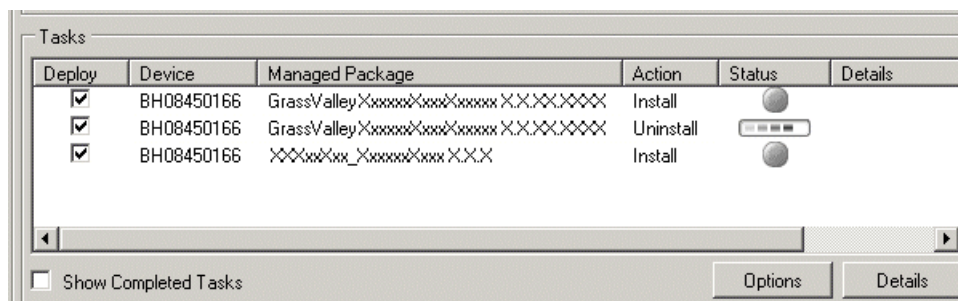 Tasks
Deploy Device Managed Package Action Status Details
BH08450166 GrassValleyXxxxxxXxxxXxxxxx X.X.XX.XXXX Install
BH08450166 GrassValleyXxxxxxXxxxXxxxxx X.X.XX.XXXX Uninstall
BH08450166 XXXxxXxx_XxxxxxXxxx X.X.X Install
Show Completed Tasks Options Details